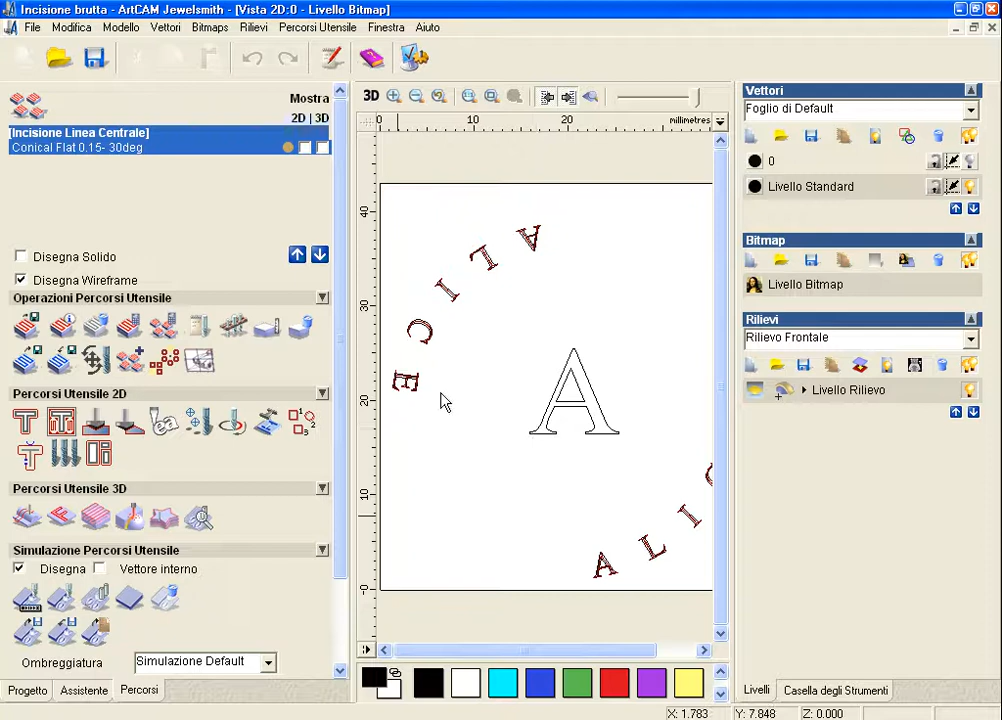 Incisione brutta - ArtCAM Jewelsmith - [Vista 2D:0 - Livello Bitmap]
File Modifica Modello Vettori Bitmaps Rilievi Percorsi Utensile Finestra Aiuto
Mostra
2D | 3D
[Incisione Linea Centrale]
Conical Flat 0.15- 30deg
Disegna Solido
Disegna Wireframe
Operazioni Percorsi Utensile
Percorsi Utensile 2D
Percorsi Utensile 3D
Simulazione Percorsi Utensile
Disegna Vettore interno
Ombreggiatura Simulazione Default
Progetto Assistente Percorsi
3D
0 10 20 millimetres
40
30
20
10
-0
A L I C E
A
A L I C
Vettori
Foglio di Default
0
Livello Standard
Bitmap
Livello Bitmap
Rilievi
Rilievo Frontale
Livello Rilievo
Livelli Casella degli Strumenti
X: 1.783 Y: 7.848 Z: 0.000